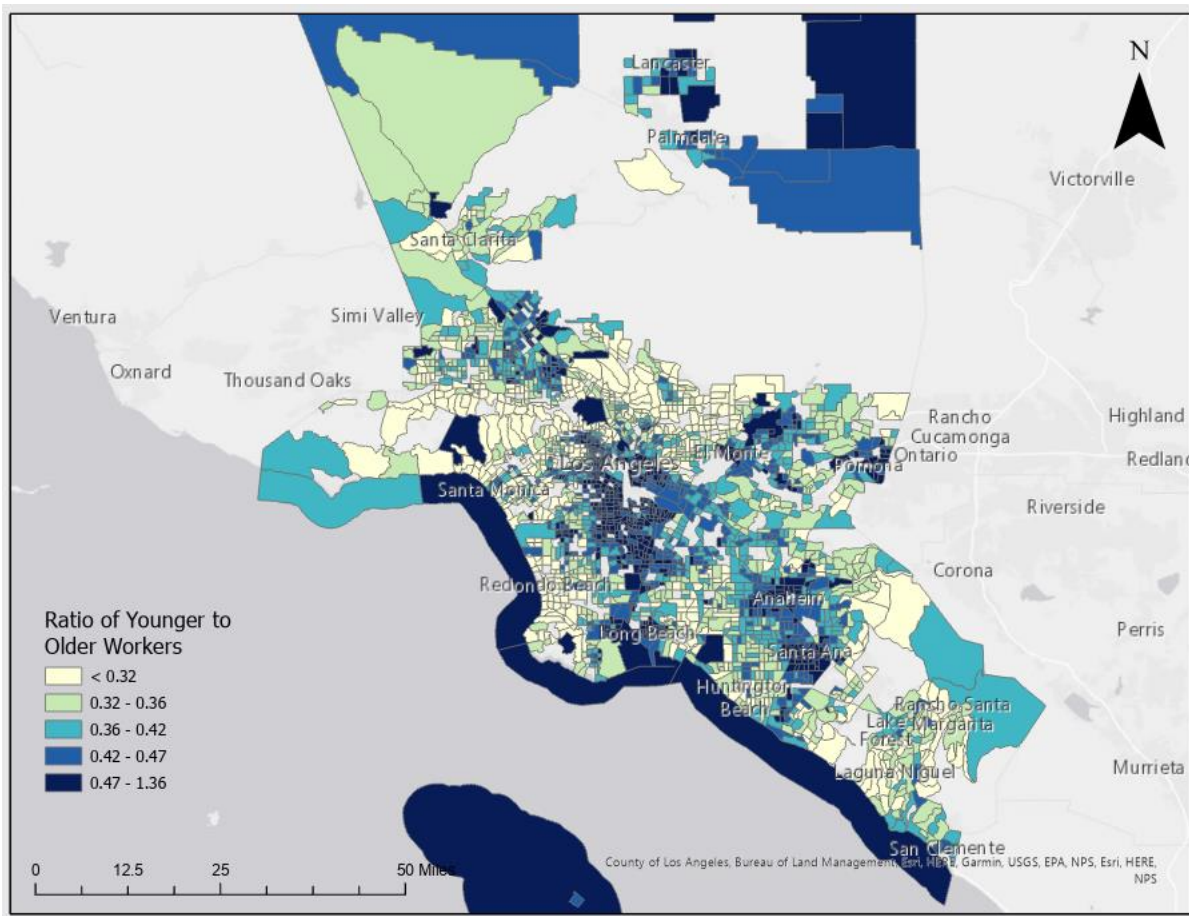 N
Lancaster
Palmdale
Victorville
Santa Clarita
Ventura
Simi Valley
Oxnard
Thousand Oaks
Rancho
Cucamonga
Highland
El Monte
Ontario
Redland
Los Angeles
Pomona
Santa Monica
Riverside
Redondo Beach
Corona
Anaheim
Long Beach
Perris
Santa Ana
Huntington
Beach
Rancho Santa
Margarita
Lake
Forest
Laguna Niguel
Murrieta
San Clemente
Ratio of Younger to
Older Workers
< 0.32
0.32 - 0.36
0.36 - 0.42
0.42 - 0.47
0.47 - 1.36
0 12.5 25 50 Miles
County of Los Angeles, Bureau of Land Management, Esri, HERE, Garmin, USGS, EPA, NPS, Esri, HERE,
NPS